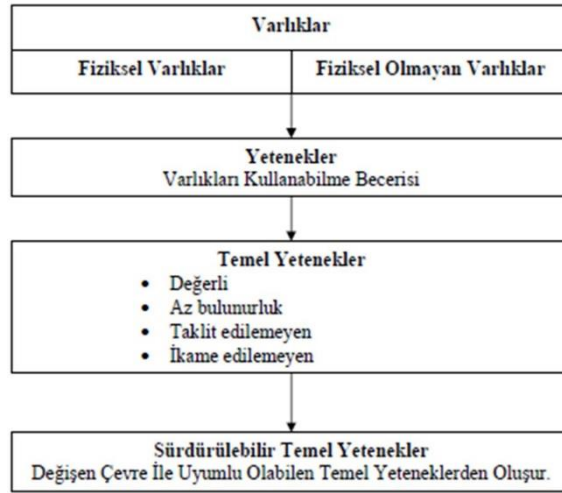 Varlıklar
Fiziksel Varlıklar
Fiziksel Olmayan Varlıklar
Yetenekler
Varlıkları Kullanabilme Becerisi
Temel Yetenekler
• Değerli
• Az bulunurluk
• Taklit edilemeyen
• İkame edilemeyen
Sürdürülebilir Temel Yetenekler
Değişen Çevre İle Uyumlu Olabilen Temel Yeteneklerden Oluşur.